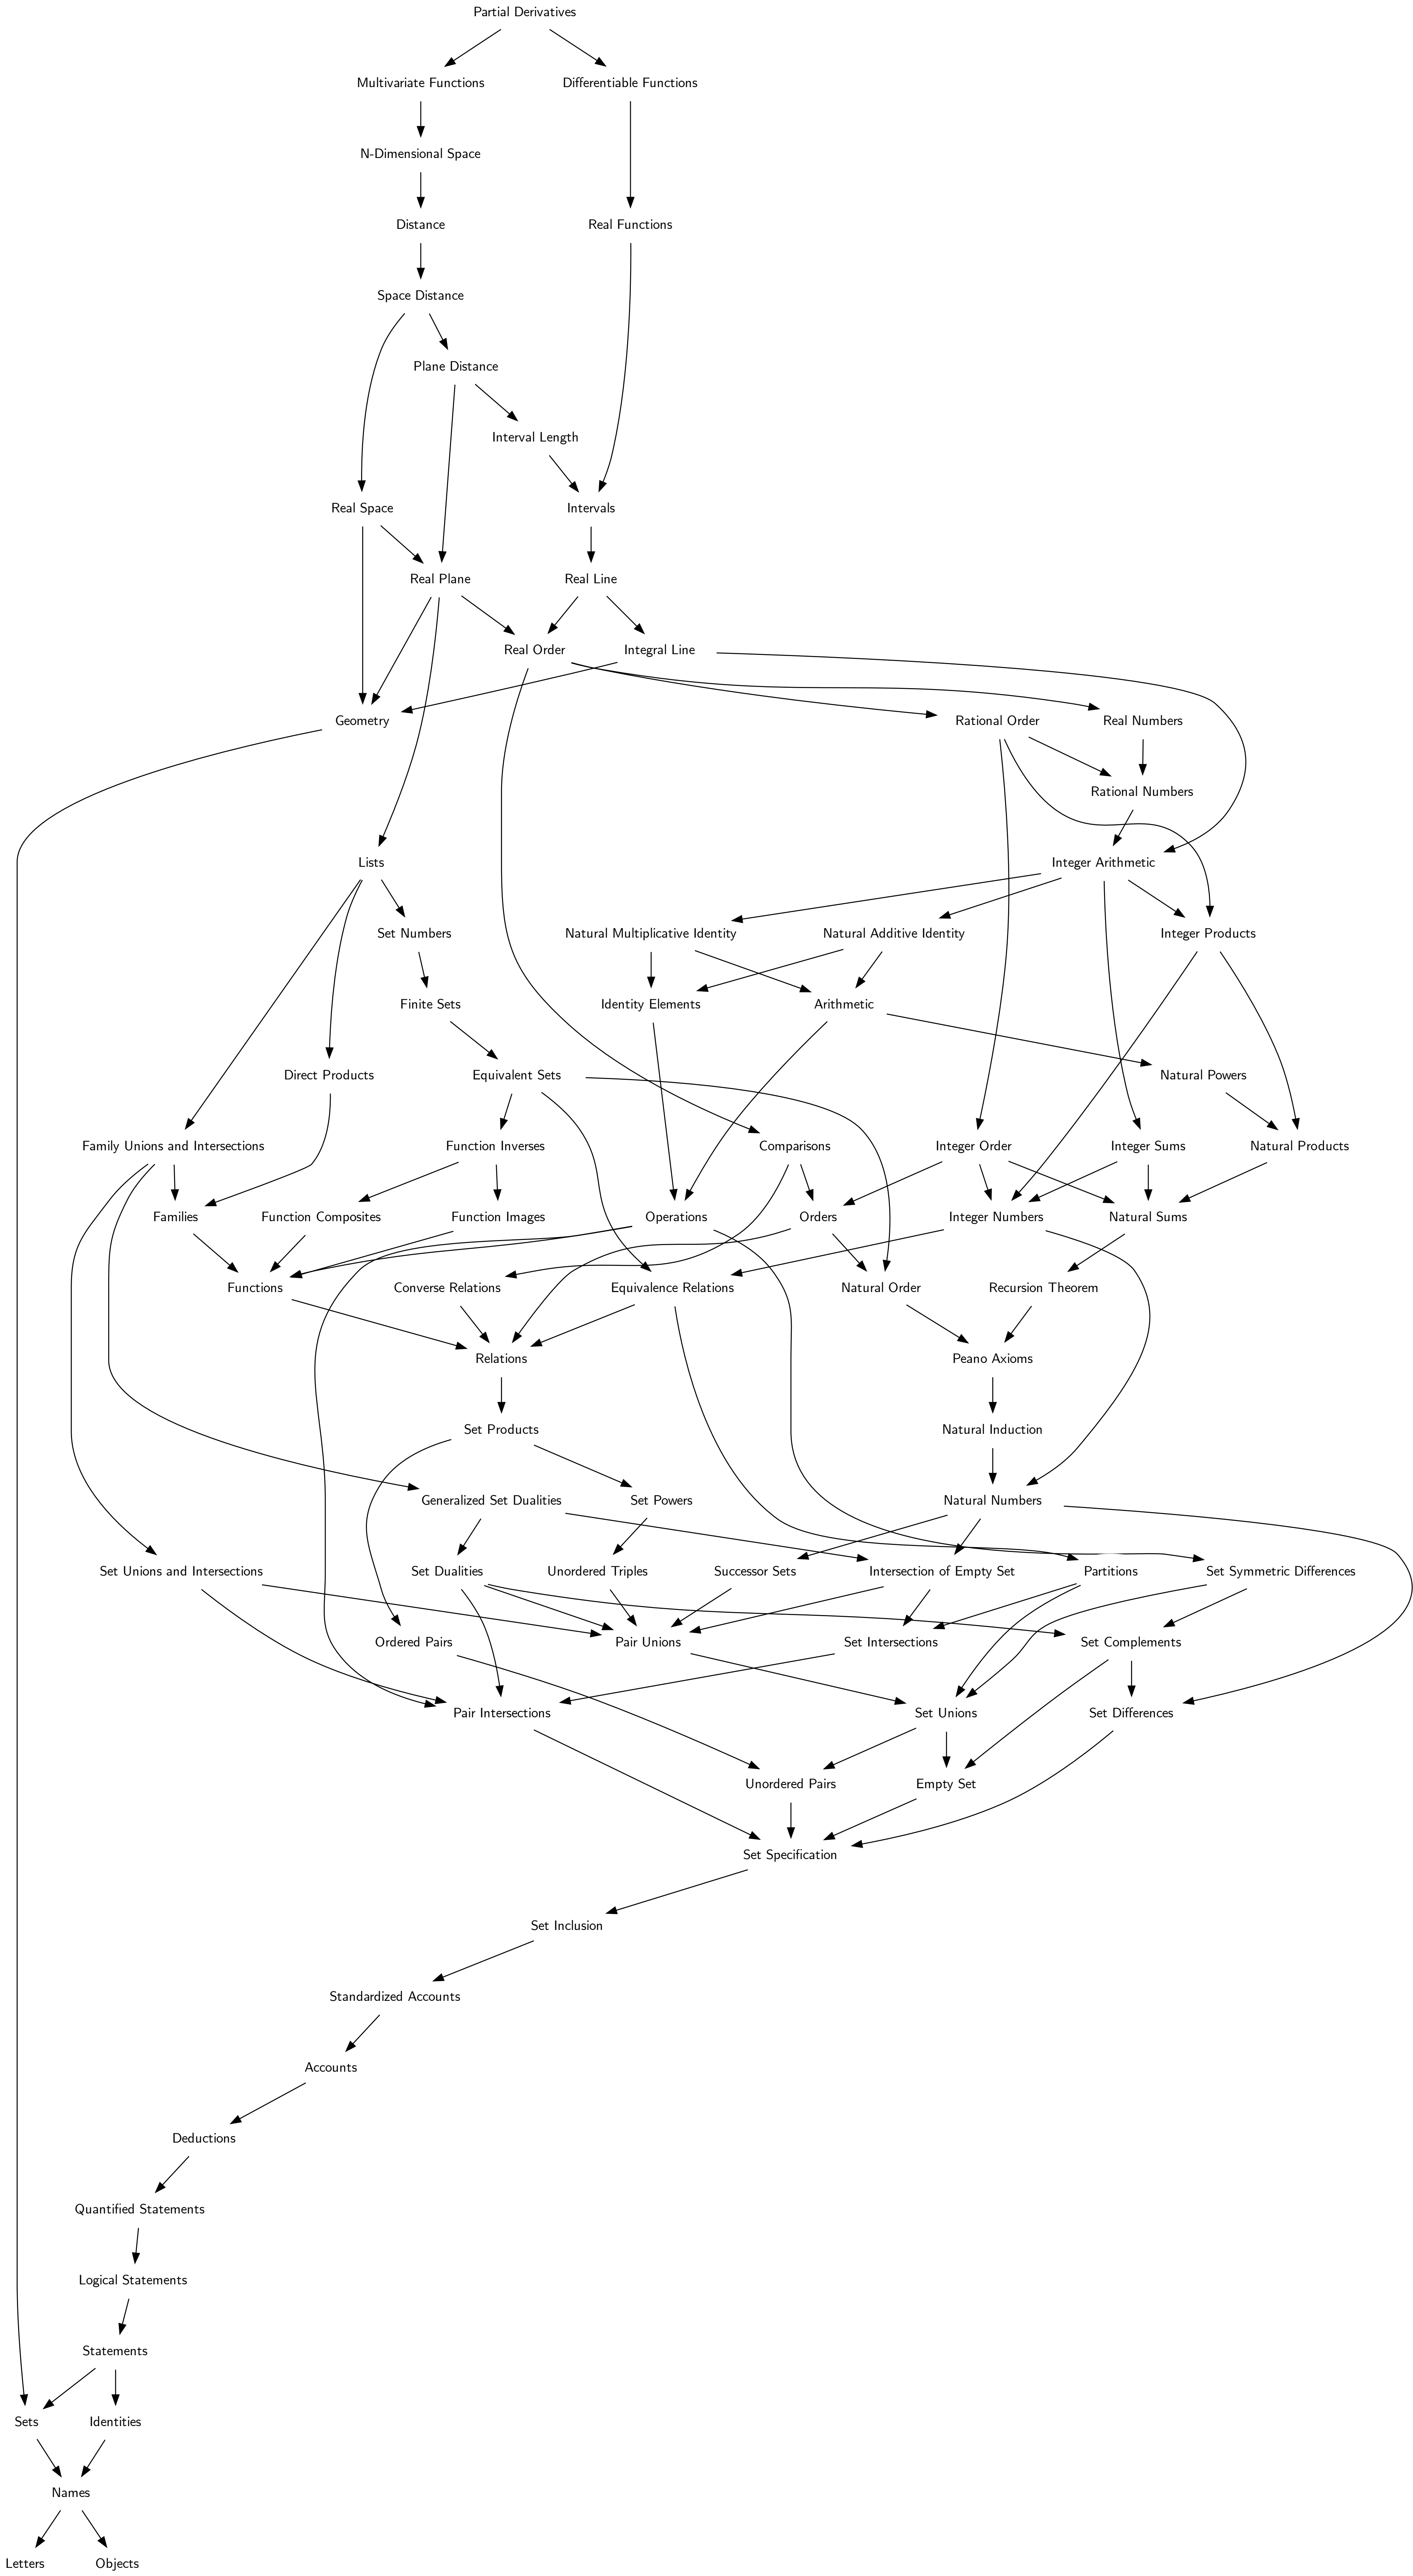 Partial Derivatives
Multivariate Functions
Differentiable Functions
N-Dimensional Space
Distance
Real Functions
Space Distance
Plane Distance
Interval Length
Real Space
Intervals
Real Plane
Real Line
Real Order
Integral Line
Geometry
Rational Order
Real Numbers
Rational Numbers
Lists
Integer Arithmetic
Set Numbers
Natural Multiplicative Identity
Natural Additive Identity
Integer Products
Finite Sets
Identity Elements
Arithmetic
Direct Products
Equivalent Sets
Natural Powers
Family Unions and Intersections
Function Inverses
Comparisons
Integer Order
Integer Sums
Natural Products
Families
Function Composites
Function Images
Operations
Orders
Integer Numbers
Natural Sums
Functions
Converse Relations
Equivalence Relations
Natural Order
Recursion Theorem
Relations
Peano Axioms
Set Products
Natural Induction
Generalized Set Dualities
Set Powers
Natural Numbers
Set Unions and Intersections
Set Dualities
Unordered Triples
Successor Sets
Intersection of Empty Set
Partitions
Set Symmetric Differences
Ordered Pairs
Pair Unions
Set Intersections
Set Complements
Pair Intersections
Set Unions
Set Differences
Unordered Pairs
Empty Set
Set Specification
Set Inclusion
Standardized Accounts
Accounts
Deductions
Quantified Statements
Logical Statements
Statements
Sets
Identities
Names
Letters
Objects